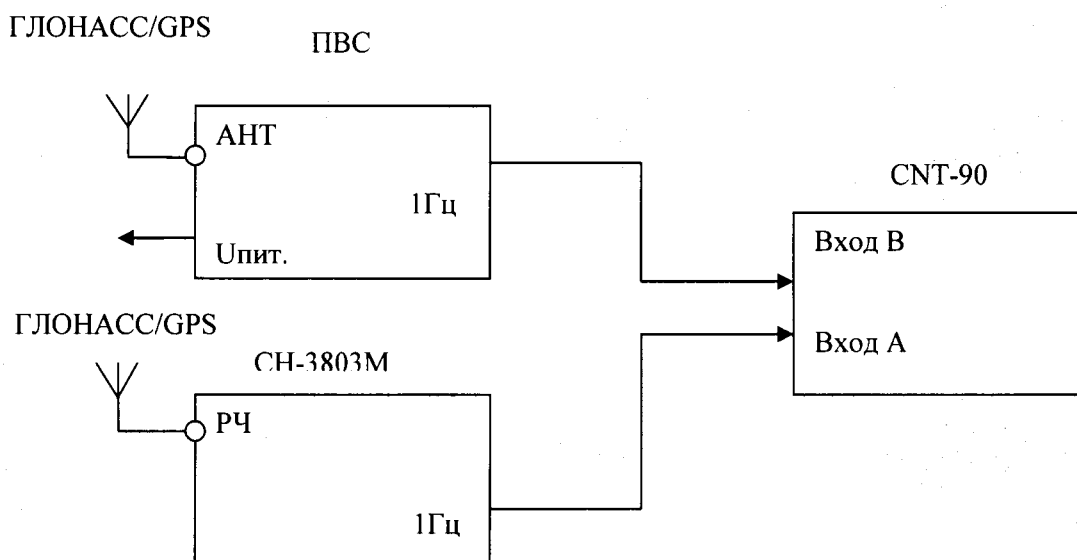 ГЛОНАСС/GPS
ПВС
АНТ
1Гц
Uпит.
CNT-90
Вход В
Вход А
ГЛОНАСС/GPS
СН-3803М
РЧ
1Гц